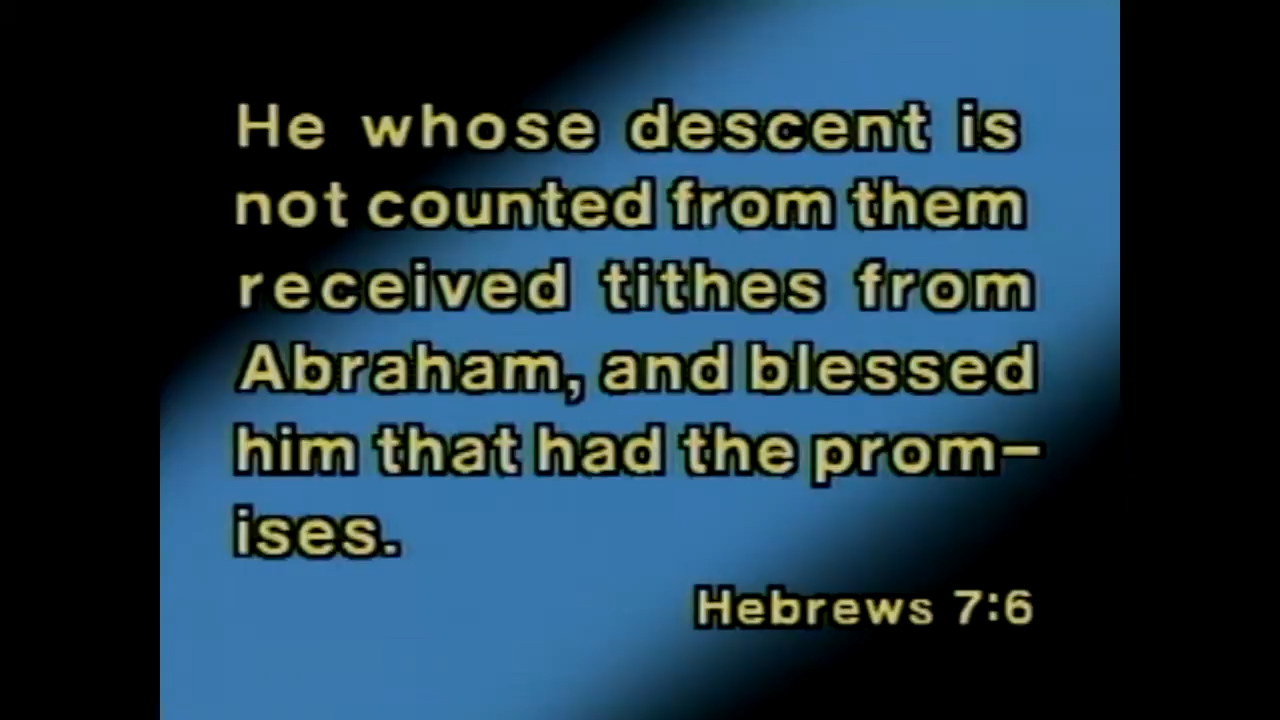 He whose descent is
not counted from them
received tithes from
Abraham, and blessed
him that had the prom-
ises.
Hebrews 7:6